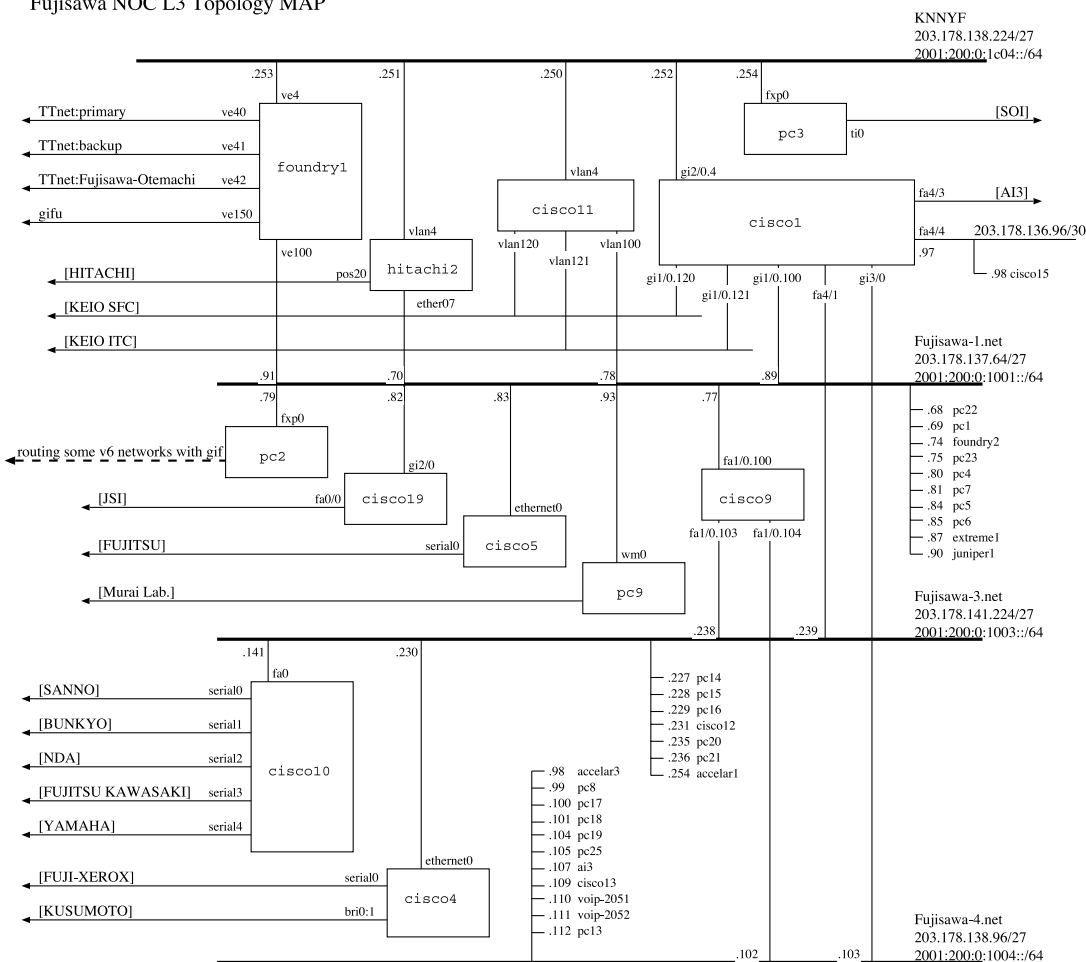 Fujisawa NOC L3 Topology MAP
KNNYF
203.178.138.224/27
2001:200:0:1c04::/64
.253
.251
.250
.252
.254
ve4
fxp0
TTnet:primary
ve40
[SOI]
pc3
ti0
TTnet:backup
ve41
foundry1
TTnet:Fujisawa-Otemachi
ve42
vlan4
gi2/0.4
fa4/3
[AI3]
gifu
ve150
cisco11
cisco1
vlan4
fa4/4
203.178.136.96/30
vlan120
vlan100
ve100
.97
vlan121
[HITACHI]
pos20
hitachi2
gi1/0.120
gi1/0.100
gi3/0
.98 cisco15
gi1/0.121
fa4/1
[KEIO SFC]
ether07
[KEIO ITC]
Fujisawa-1.net
203.178.137.64/27
2001:200:0:1001::/64
.91
.70
.78
.89
.79
.82
.83
.93
.77
fxp0
pc2
routing some v6 networks with gif
.68 pc22
.69 pc1
.74 foundry2
.75 pc23
.80 pc4
.81 pc7
.84 pc5
.85 pc6
.87 extreme1
.90 juniper1
gi2/0
fa1/0.100
[JSI]
fa0/0
cisco19
cisco9
ethernet0
fa1/0.103
fa1/0.104
[FUJITSU]
serial0
cisco5
wm0
[Murai Lab.]
pc9
Fujisawa-3.net
203.178.141.224/27
2001:200:0:1003::/64
.238
.239
.141
.230
fa0
[SANNO]
serial0
[BUNKYO]
serial1
[NDA]
serial2
cisco10
[FUJITSU KAWASAKI]
serial3
[YAMAHA]
serial4
.227 pc14
.228 pc15
.229 pc16
.231 cisco12
.235 pc20
.236 pc21
.254 accelar1
.98 accelar3
.99 pc8
.100 pc17
.101 pc18
.104 pc19
.105 pc25
.107 ai3
.109 cisco13
.110 voip-2051
.111 voip-2052
.112 pc13
ethernet0
[FUJI-XEROX]
serial0
cisco4
[KUSUMOTO]
bri0:1
Fujisawa-4.net
203.178.138.96/27
2001:200:0:1004::/64
.102
.103